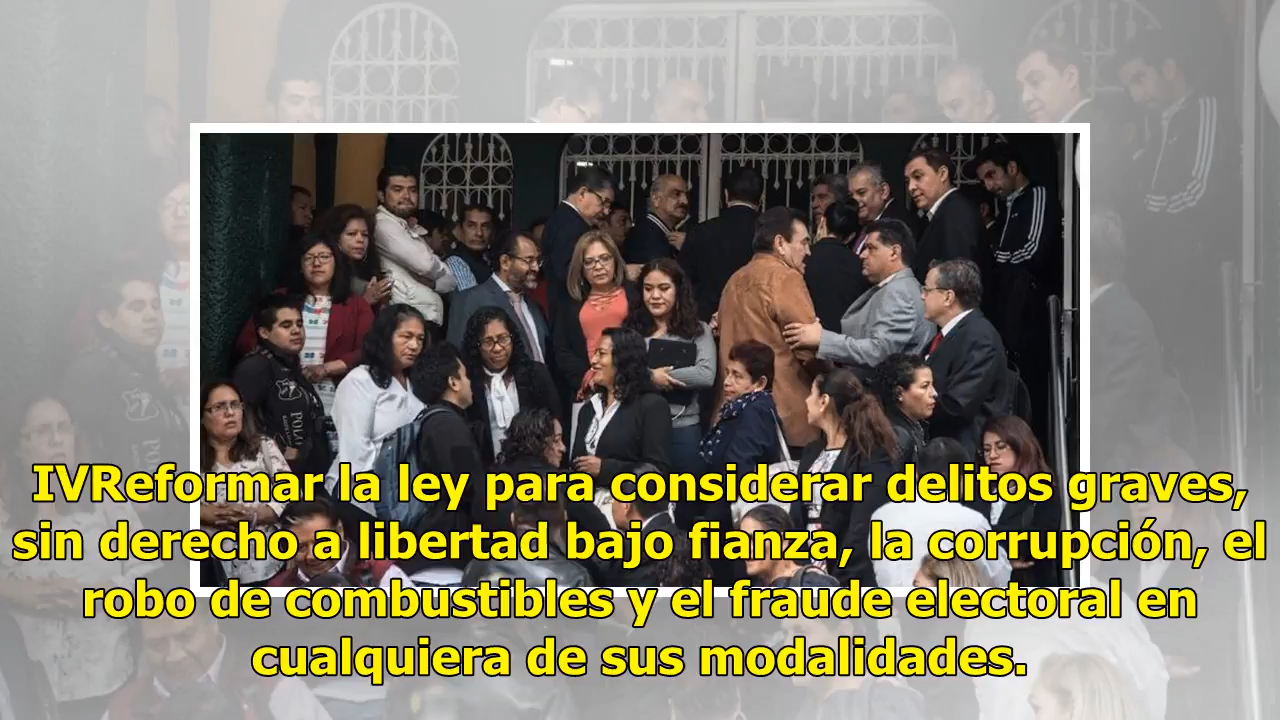 IVReformar la ley para considerar delitos graves,
sin derecho a libertad bajo fianza, la corrupción, el
robo de combustibles y el fraude electoral en
cualquiera de sus modalidades.
POLO